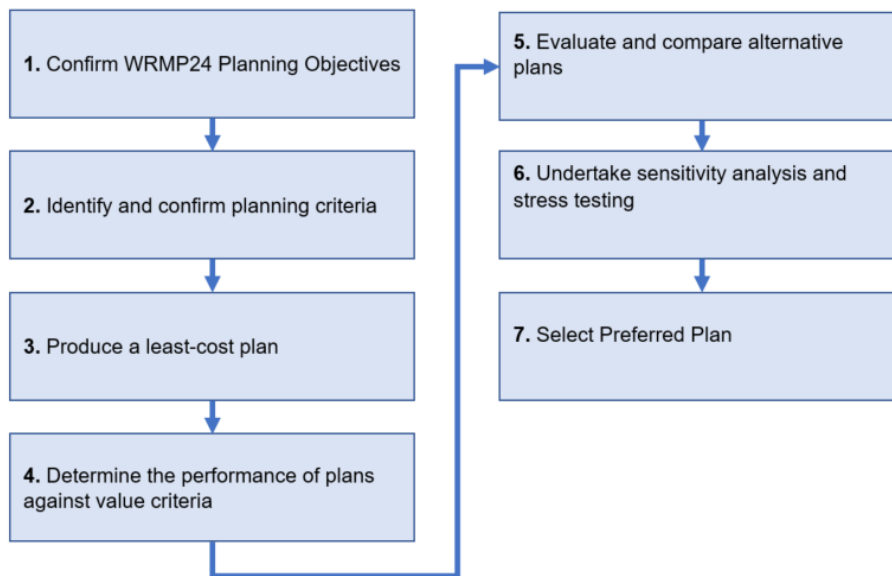 1. Confirm WRMP24 Planning Objectives
2. Identify and confirm planning criteria
3. Produce a least-cost plan
4. Determine the performance of plans
against value criteria
5. Evaluate and compare alternative
plans
6. Undertake sensitivity analysis and
stress testing
7. Select Preferred Plan